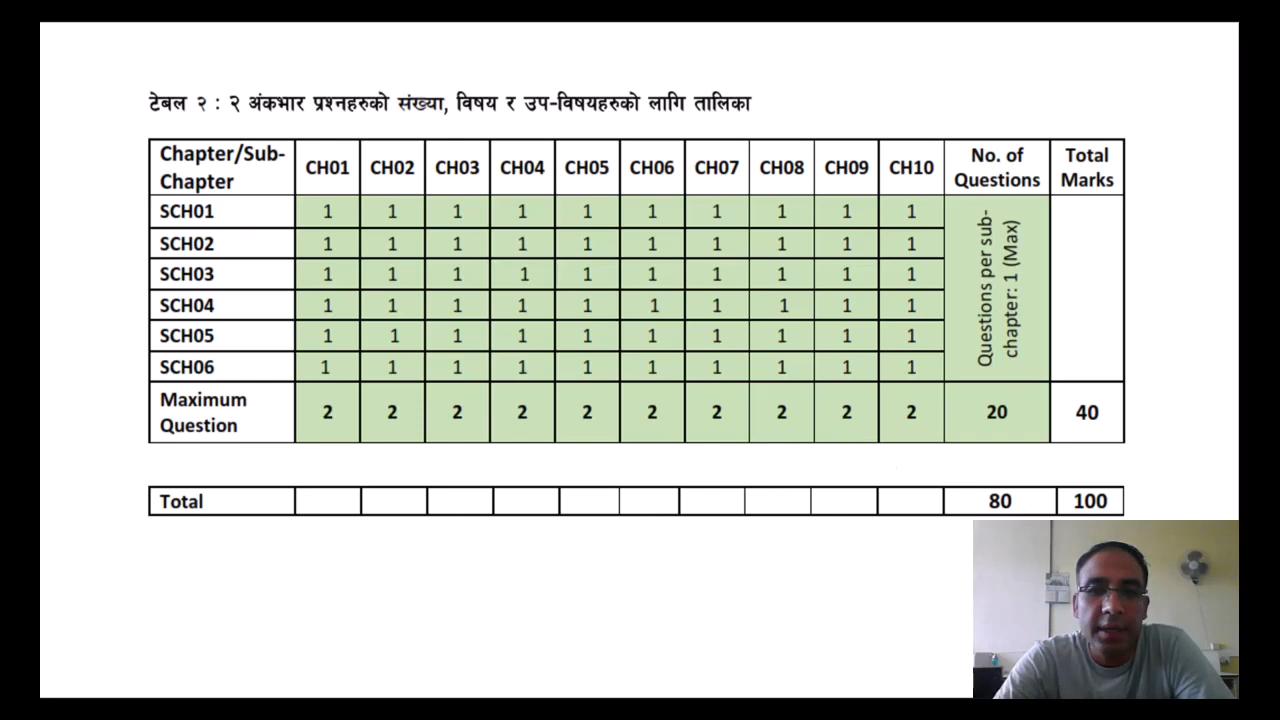 टेबल २ : २ अंकभार प्रश्नहरुको संख्या, विषय र उप-विषयहरुको लागि तालिका
Chapter/Sub-Chapter CH01 CH02 CH03 CH04 CH05 CH06 CH07 CH08 CH09 CH10 No. of Questions Total Marks
SCH01 1 1 1 1 1 1 1 1 1 1
SCH02 1 1 1 1 1 1 1 1 1 1
SCH03 1 1 1 1 1 1 1 1 1 1
SCH04 1 1 1 1 1 1 1 1 1 1
SCH05 1 1 1 1 1 1 1 1 1 1
SCH06 1 1 1 1 1 1 1 1 1 1
Questions per sub-
chapter: 1 (Max)
Maximum Question 2 2 2 2 2 2 2 2 2 2 20 40
Total 80 100